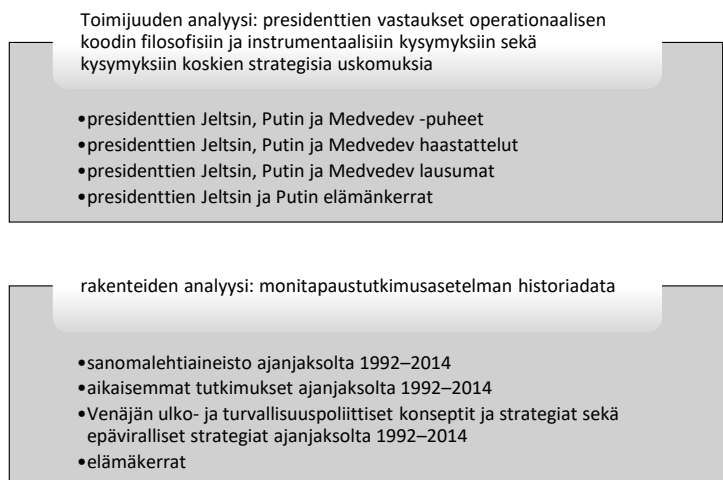 Toimijuuden analyysi: presidenttien vastaukset operationaalisen
koodin filosofisiin ja instrumentaalisiin kysymyksiin sekä
kysymyksiin koskien strategisia uskomuksia
•presidenttien Jeltsin, Putin ja Medvedev -puheet
•presidenttien Jeltsin, Putin ja Medvedev haastattelut
•presidenttien Jeltsin, Putin ja Medvedev lausumat
•presidenttien Jeltsin ja Putin elämänkerrat
rakenteiden analyysi: monitapaustutkimusasetelman historiadata
•sanomalehtiaineisto ajanjaksolta 1992–2014
•aikaisemmat tutkimukset ajanjaksolta 1992–2014
•Venäjän ulko- ja turvallisuuspoliittiset konseptit ja strategiat sekä
epäviralliset strategiat ajanjaksolta 1992–2014
•elämäkerrat